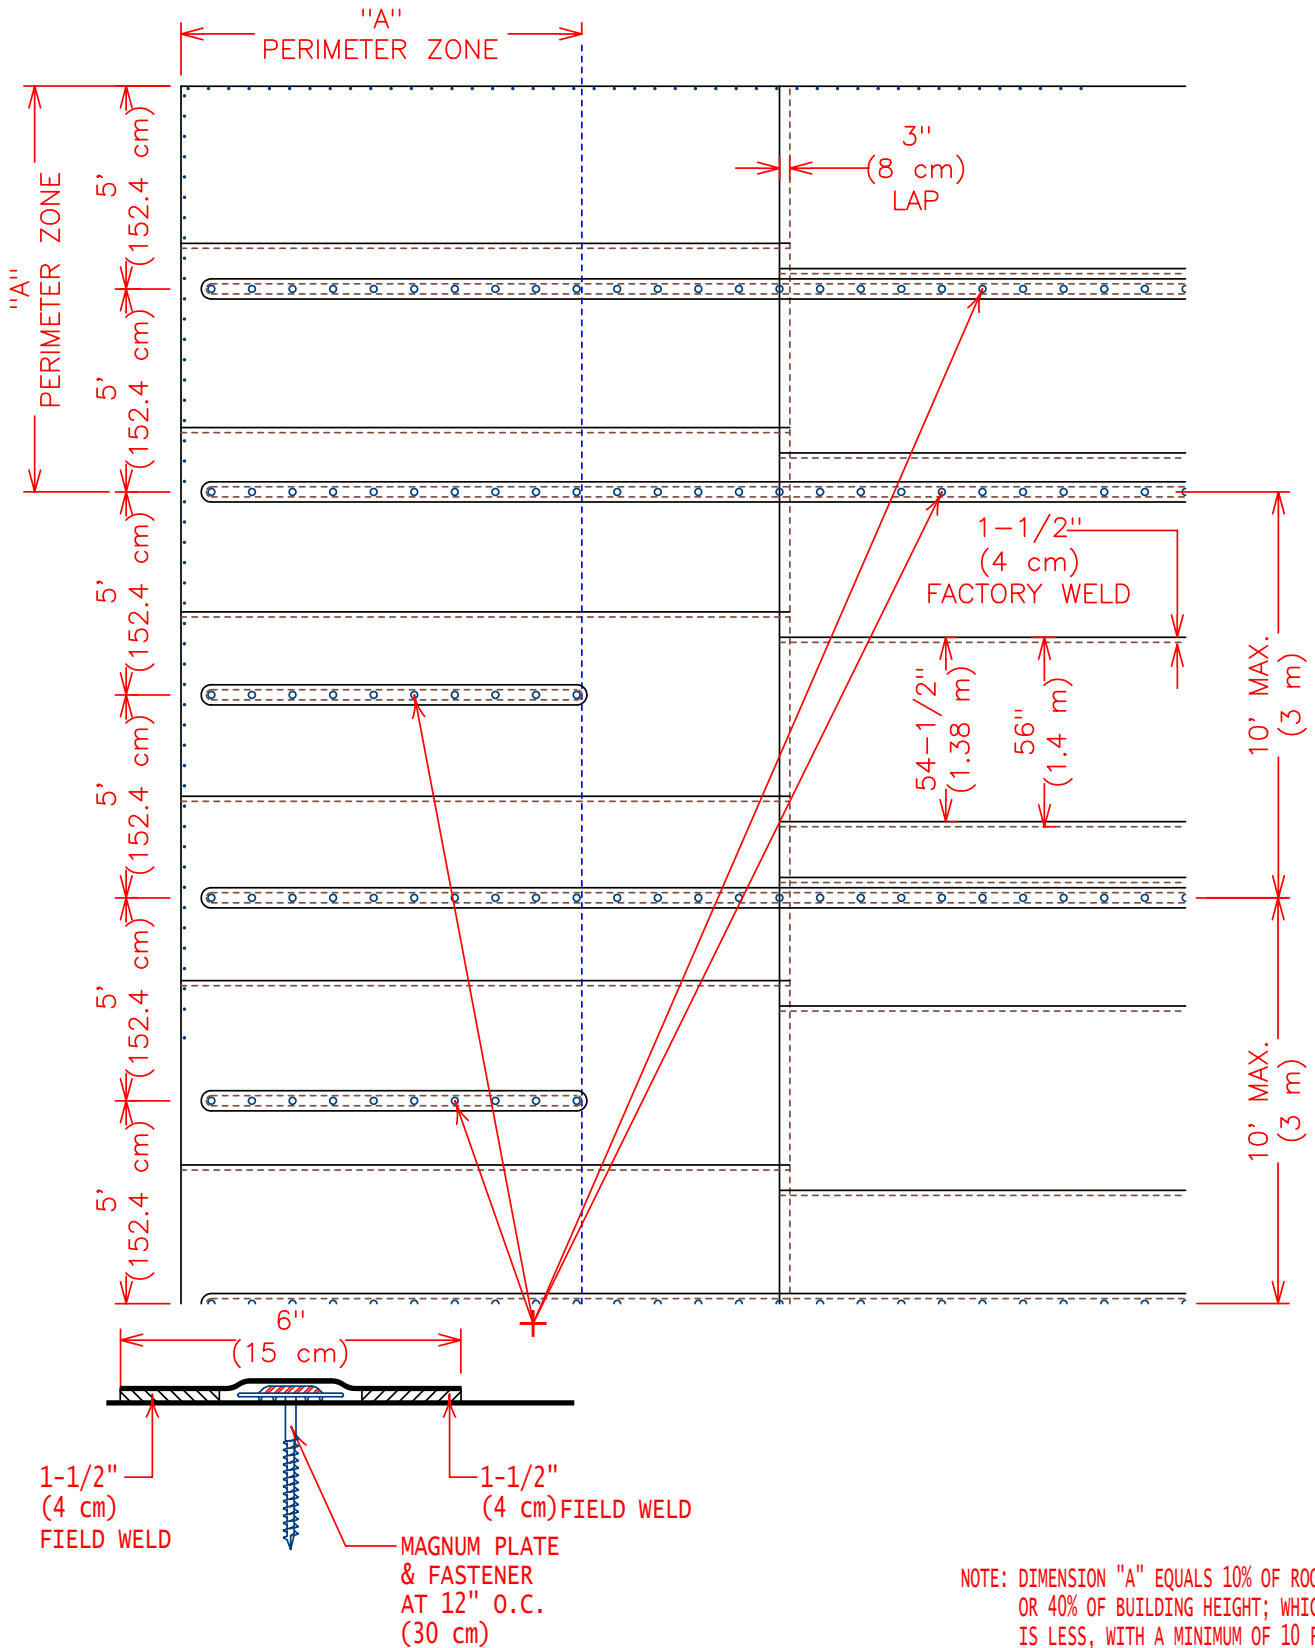 "A"
PERIMETER ZONE
"A"
PERIMETER ZONE
5'
(152.4 cm)
5'
(152.4 cm)
5'
(152.4 cm)
5'
(152.4 cm)
5'
(152.4 cm)
5'
(152.4 cm)
3"
(8 cm)
LAP
1-1/2"
(4 cm)
FACTORY WELD
54-1/2"
(1.38 m)
56"
(1.4 m)
10' MAX.
(3 m)
10' MAX.
(3 m)
6"
(15 cm)
1-1/2"
(4 cm)
FIELD WELD
1-1/2"
(4 cm) FIELD WELD
MAGNUM PLATE
& FASTENER
AT 12" O.C.
(30 cm)
NOTE: DIMENSION "A" EQUALS 10% OF
OR 40% OF BUILDING HEIGHT;
IS LESS, WITH A MINIMUM OF 10